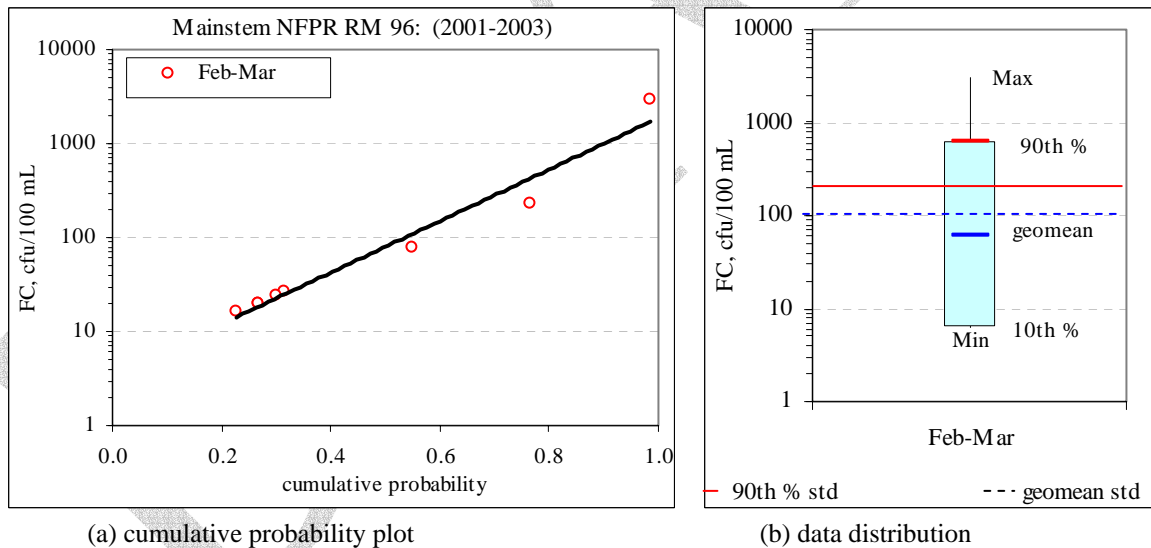 Mainstem NFPR RM 96: (2001-2003)
Feb-Mar
FC, cfu/100 mL
10000
1000
100
10
1
0.0 0.2 0.4 0.6 0.8 1.0
cumulative probability
(a) cumulative probability plot
FC, cfu/100 mL
10000
1000
100
10
1
Max
90th %
geomean
10th %
Min
Feb-Mar
90th % std geomean std
(b) data distribution